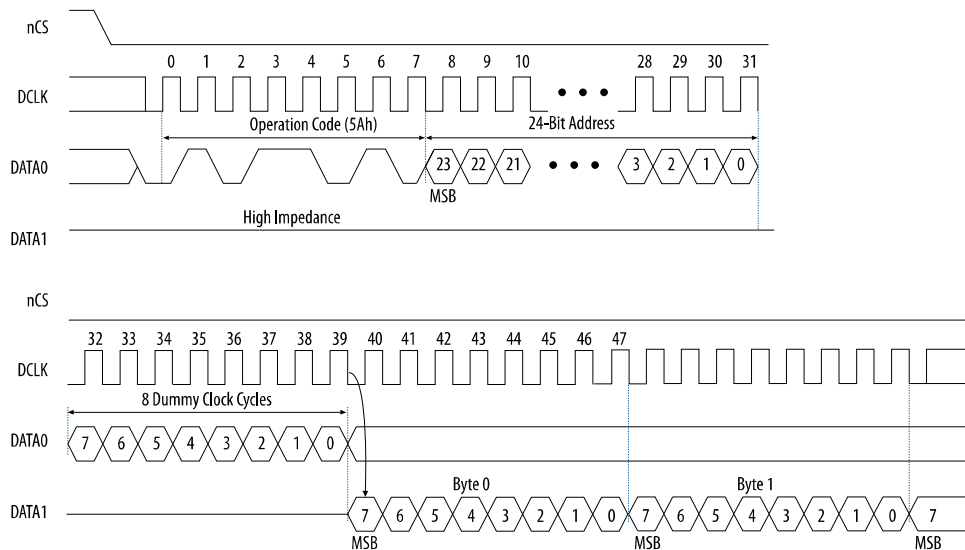 nCS
0 1 2 3 4 5 6 7 8 9 10 28 29 30 31
DCLK
Operation Code (5Ah) 24-Bit Address
DATA0 23 22 21 3 2 1 0
MSB
High Impedance
DATA1
nCS
32 33 34 35 36 37 38 39 40 41 42 43 44 45 46 47
DCLK
8 Dummy Clock Cycles
DATA0 7 6 5 4 3 2 1 0
Byte 0 Byte 1
DATA1 7 6 5 4 3 2 1 0 7 6 5 4 3 2 1 0 7
MSB MSB MSB